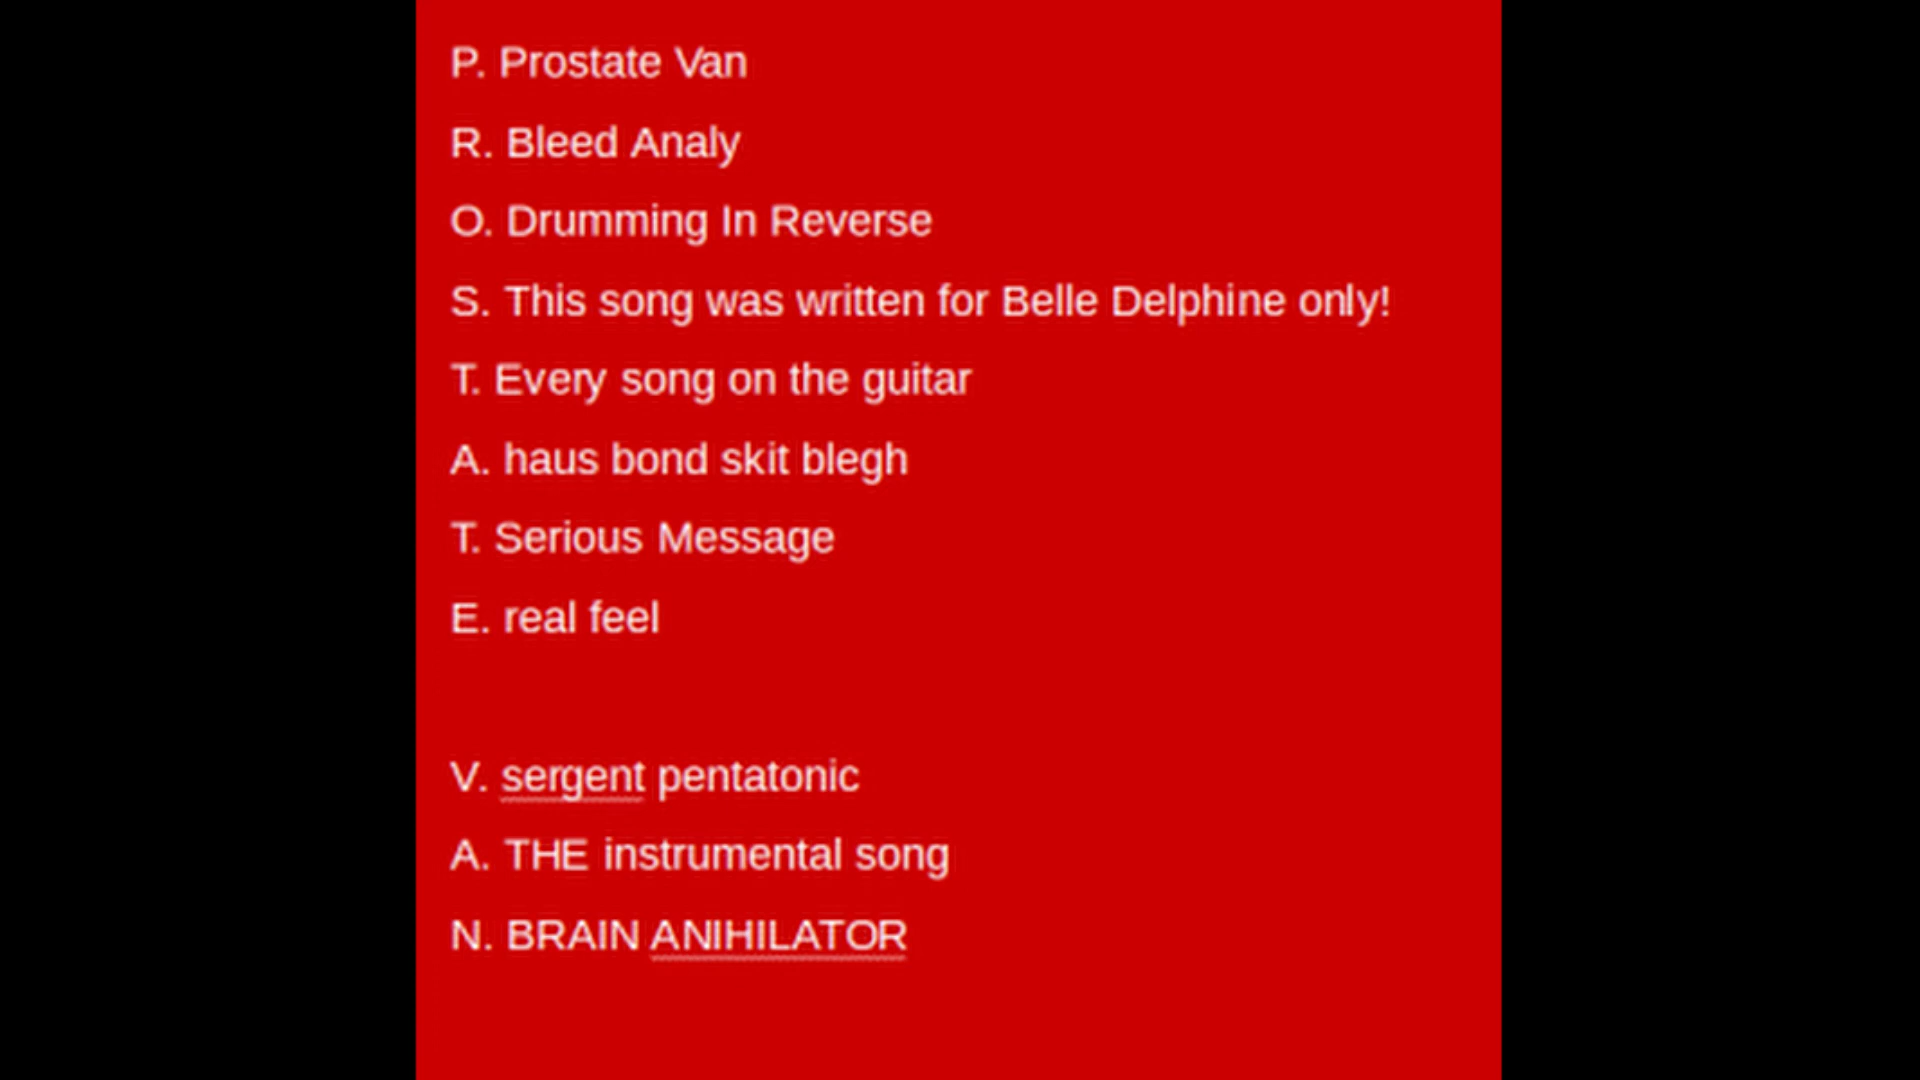 P. Prostate Van
R. Bleed Analy
O. Drumming In Reverse
S. This song was written for Belle Delphine only!
T. Every song on the guitar
A. haus bond skit blegh
T. Serious Message
E. real feel
V. sergent pentatonic
A. THE instrumental song
N. BRAIN ANIHILATOR